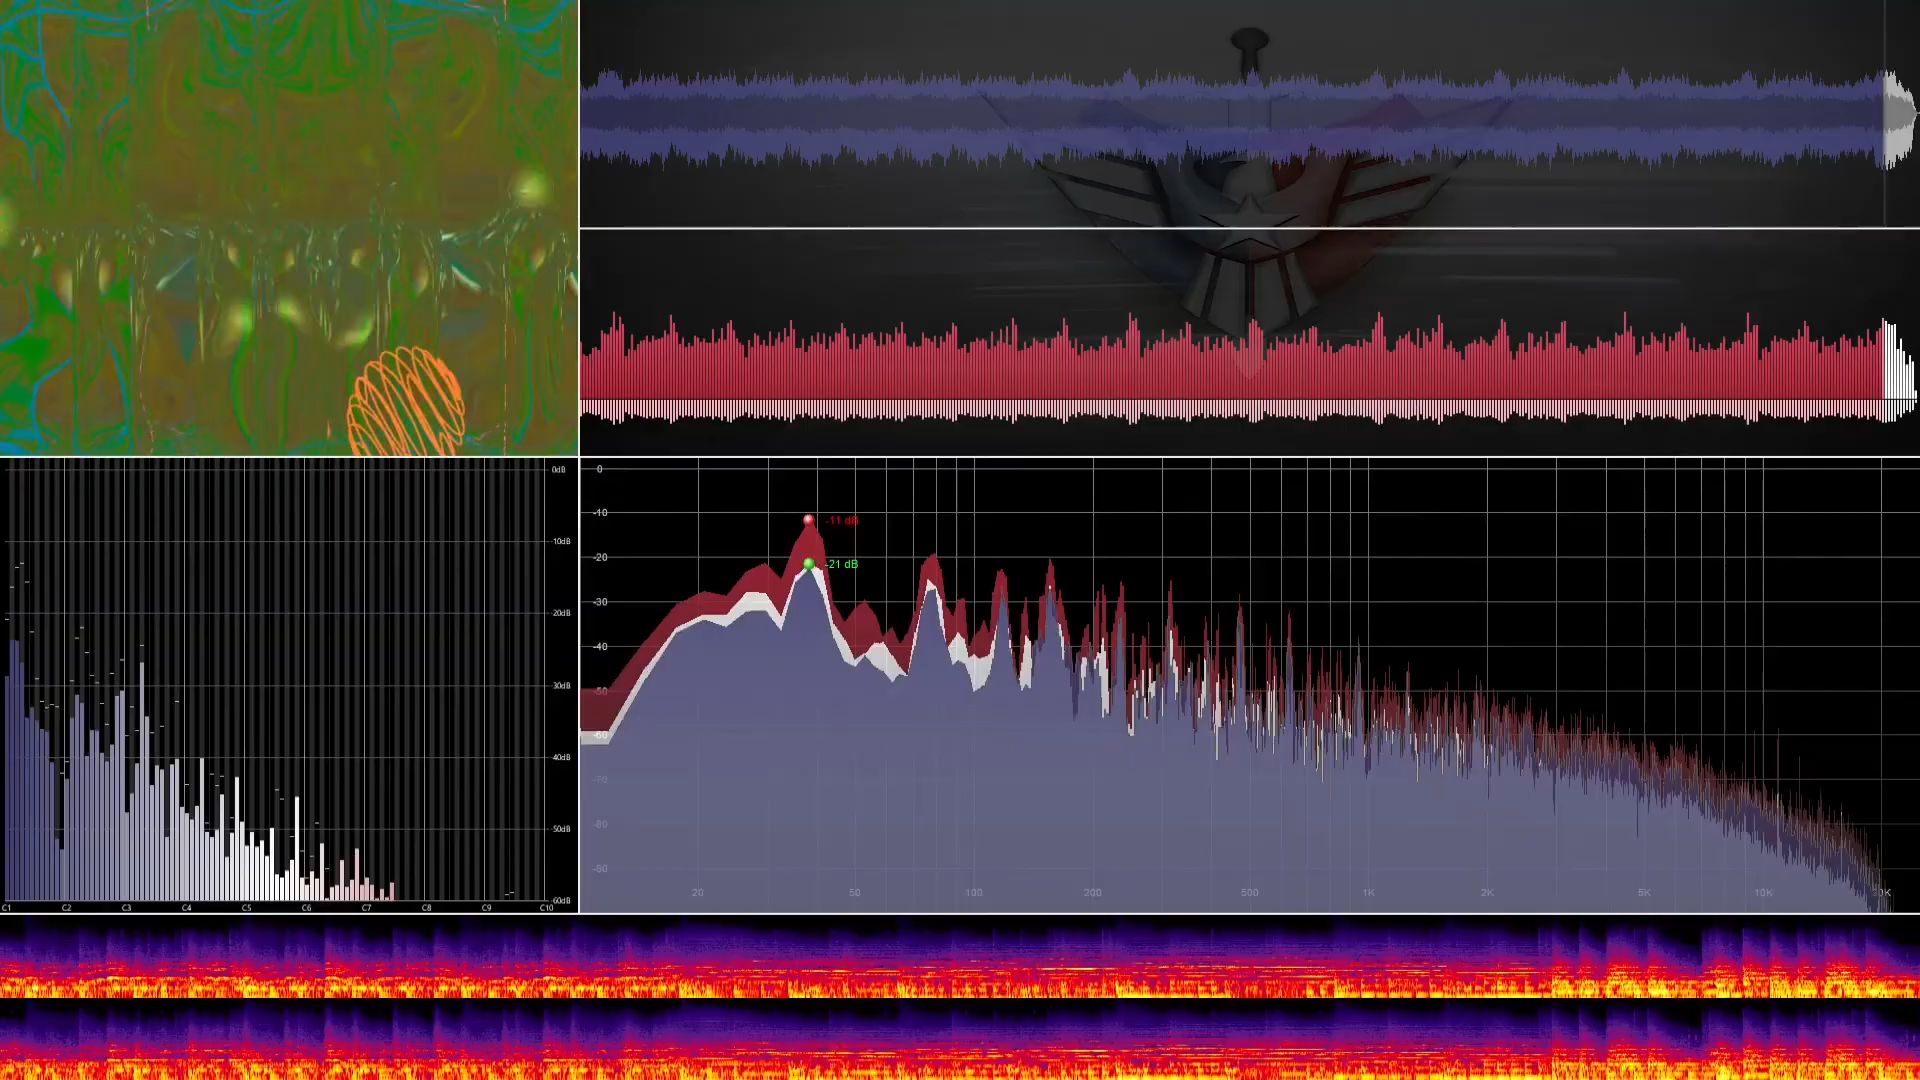 0
-10
-11 dB
-20
-21 dB
-30
-40
-50
-60
-70
-80
-90
20 50 100 200 500 1K 2K 5K 10K
0dB
-10dB
-20dB
-30dB
-40dB
-50dB
-60dB
C1 C2 C3 C4 C5 C6 C7 C8 C9 C10